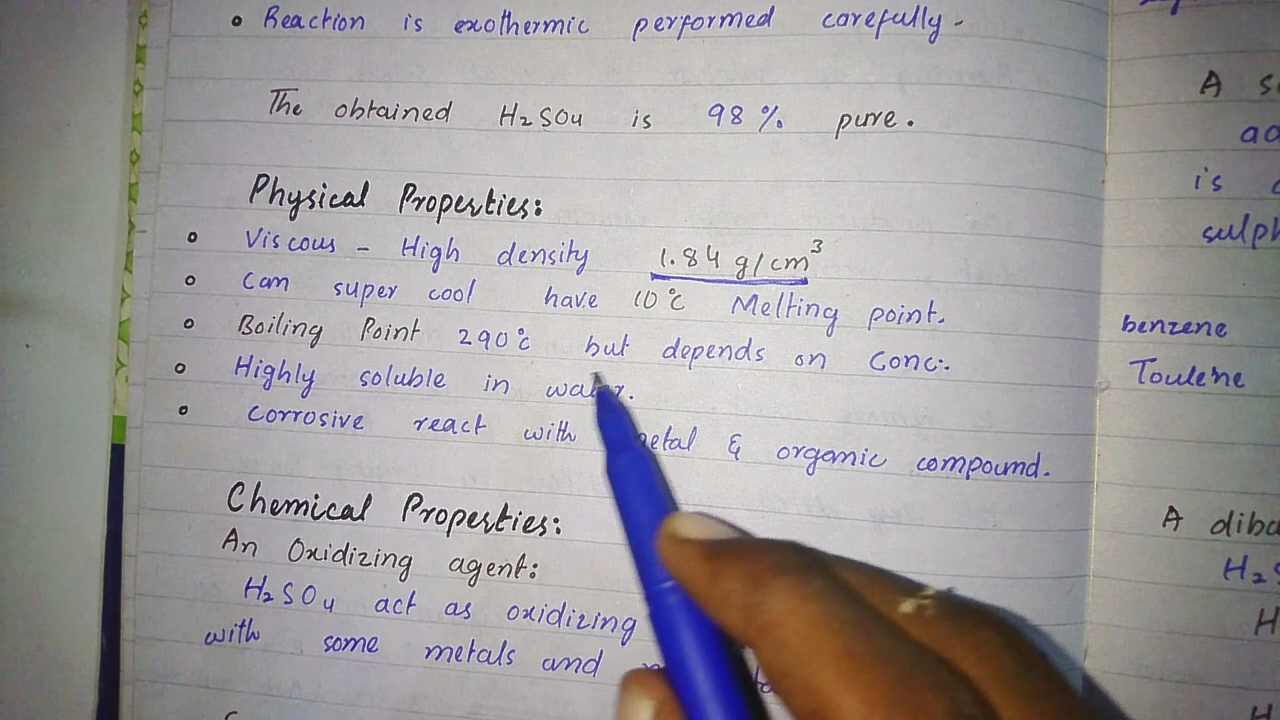 • Reaction is exothermic performed carefully.
The obtained H₂SO₄ is 98% pure.
Physical Properties:
• Viscous - High density 1.84 g/cm³
• Can super cool have 10°c Melting point.
• Boiling Point 290°c but depends on Conc:.
• Highly soluble in water.
• Corrosive react with metal & organic compound.
Chemical Properties:
An Oxidizing agent:
H₂SO₄ act as oxidizing
with some metals and
A
is
benzene
Toulene
A
H